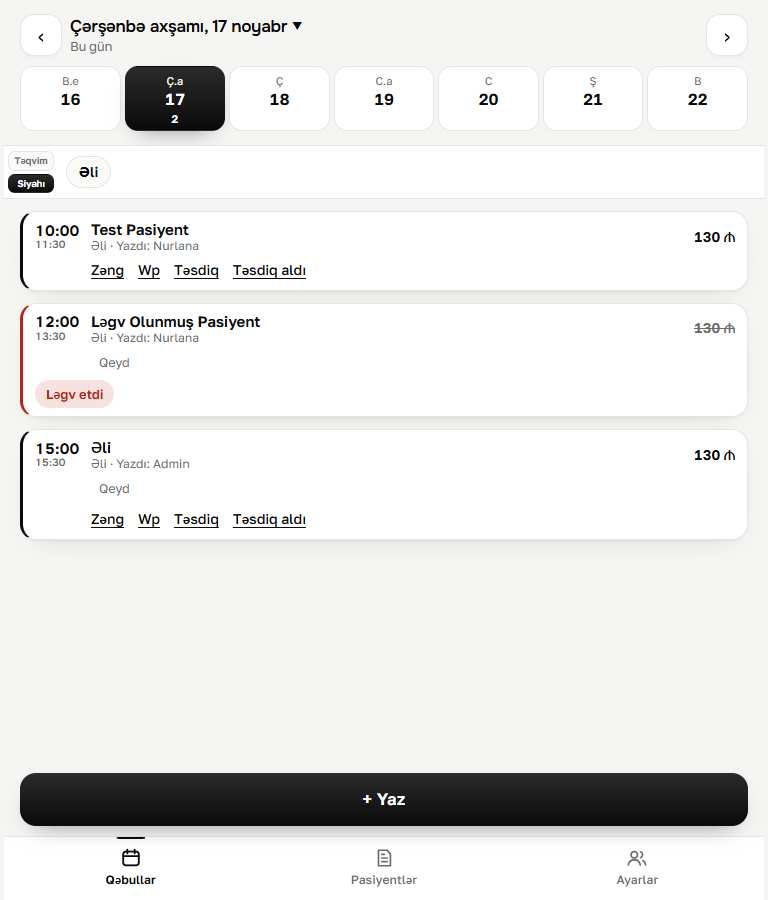 ‹
Çərşənbə axşamı, 17 noyabr ▼
Bu gün
›
B.e
16
Ç.a
17
2
Ç
18
C.a
19
C
20
Ş
21
B
22
Təqvim
Siyahı
Əli
10:00
11:30
Test Pasiyent
Əli · Yazdı: Nurlana
130 ₼
Zəng Wp Təsdiq Təsdiq aldı
12:00
13:30
Ləgv Olunmuş Pasiyent
Əli · Yazdı: Nurlana
130 ₼
Qeyd
Ləgv etdi
15:00
15:30
Əli
Əli · Yazdı: Admin
130 ₼
Qeyd
Zəng Wp Təsdiq Təsdiq aldı
+ Yaz
Qəbullar
Pasiyentlər
Ayarlar